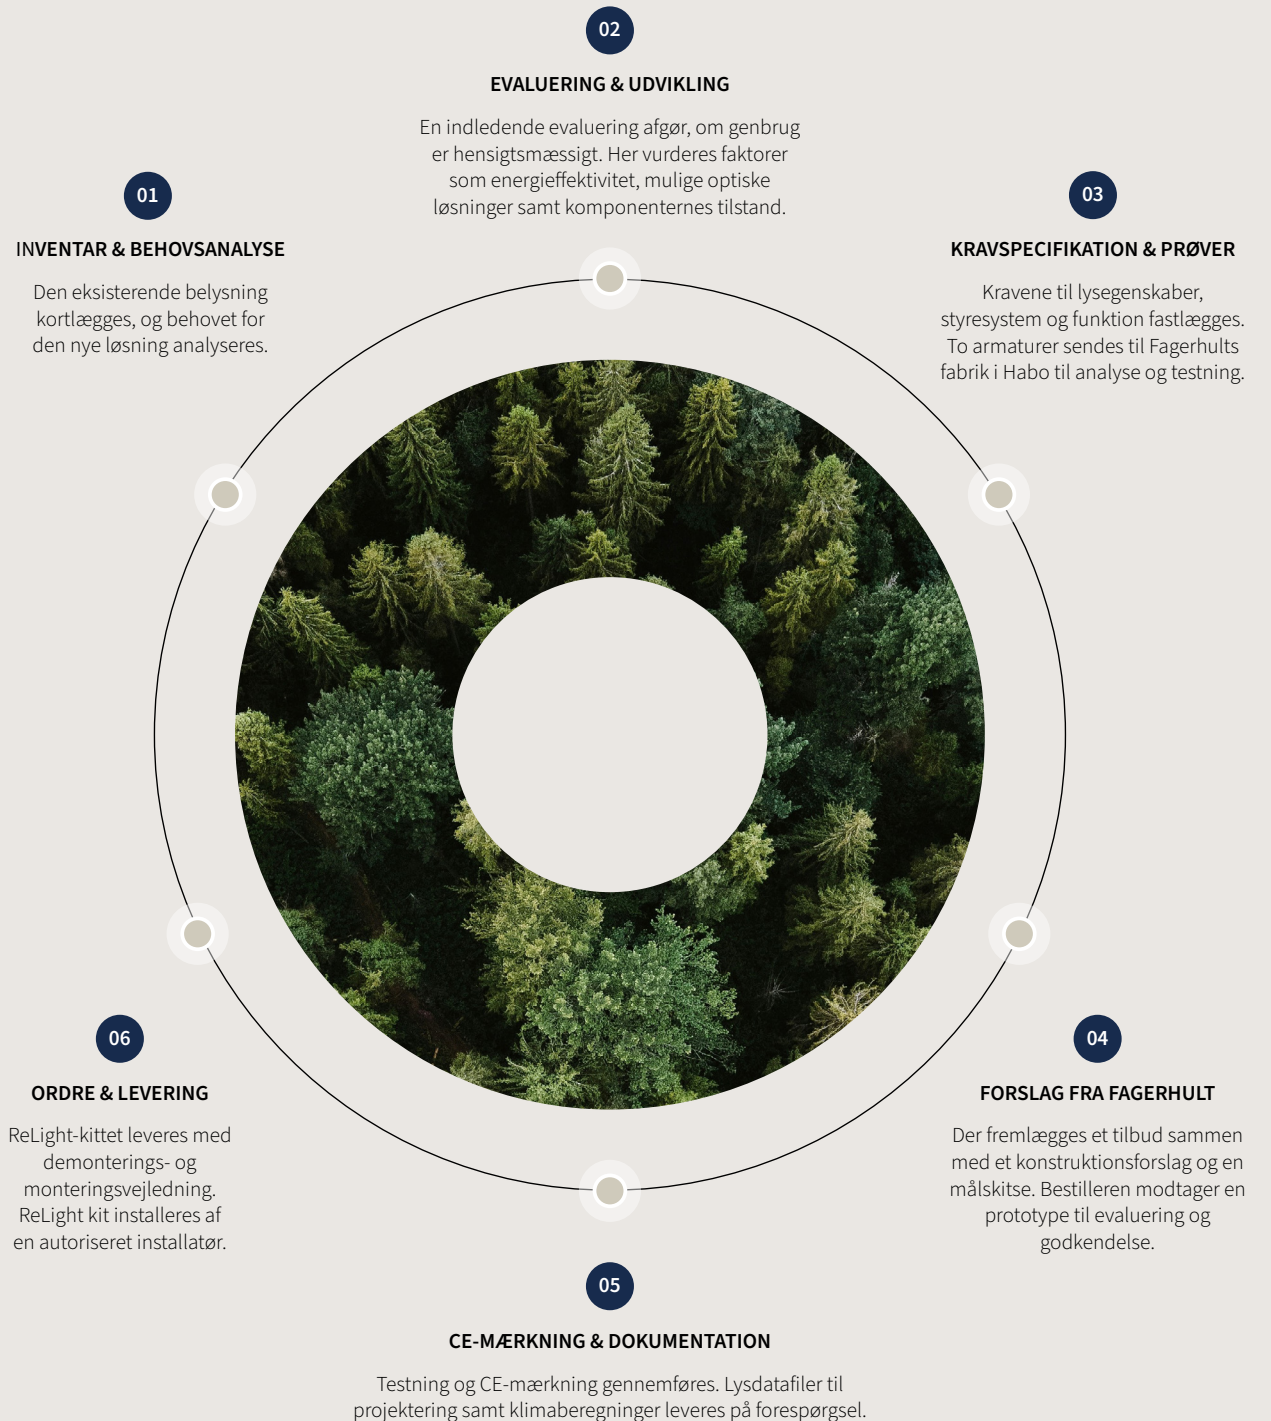 01
INVENTAR & BEHOVSANALYSE
Den eksisterende belysning
kortlægges, og behovet for
den nye løsning analyseres.
02
EVALUERING & UDVIKLING
En indledende evaluering afgør, om genbrug
er hensigtsmæssigt. Her vurderes faktorer
som energieffektivitet, mulige optiske
løsninger samt komponenternes tilstand.
03
KRAVSPECIFIKATION & PRØVER
Kravene til lysegenskaber,
styresystem og funktion fastlægges.
To armaturer sendes til Fagerhults
fabrik i Habo til analyse og testning.
04
FORSLAG FRA FAGERHULT
Der fremlægges et tilbud sammen
med et konstruktionsforslag og en
målskitse. Bestilleren modtager en
prototype til evaluering og
godkendelse.
05
CE-MÆRKNING & DOKUMENTATION
Testning og CE-mærkning gennemføres. Lysdatafiler til
projektering samt klimaberegninger leveres på forespørgsel.
06
ORDRE & LEVERING
ReLight-kittet leveres med
demonterings- og
monteringsvejledning.
ReLight kit installeres af
en autoriseret installatør.